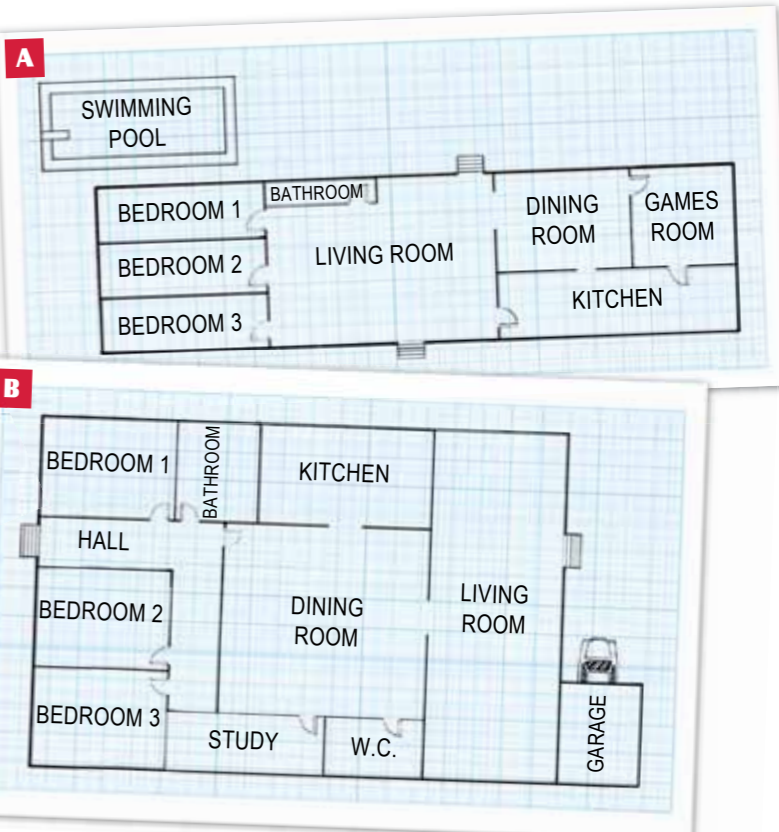 A
SWIMMING
POOL
BEDROOM 1
BATHROOM
BEDROOM 2
BEDROOM 3
LIVING ROOM
DINING
ROOM
GAMES
ROOM
KITCHEN
B
BEDROOM 1
BATHROOM
KITCHEN
HALL
BEDROOM 2
DINING
ROOM
LIVING
ROOM
BEDROOM 3
STUDY
W.C.
GARAGE